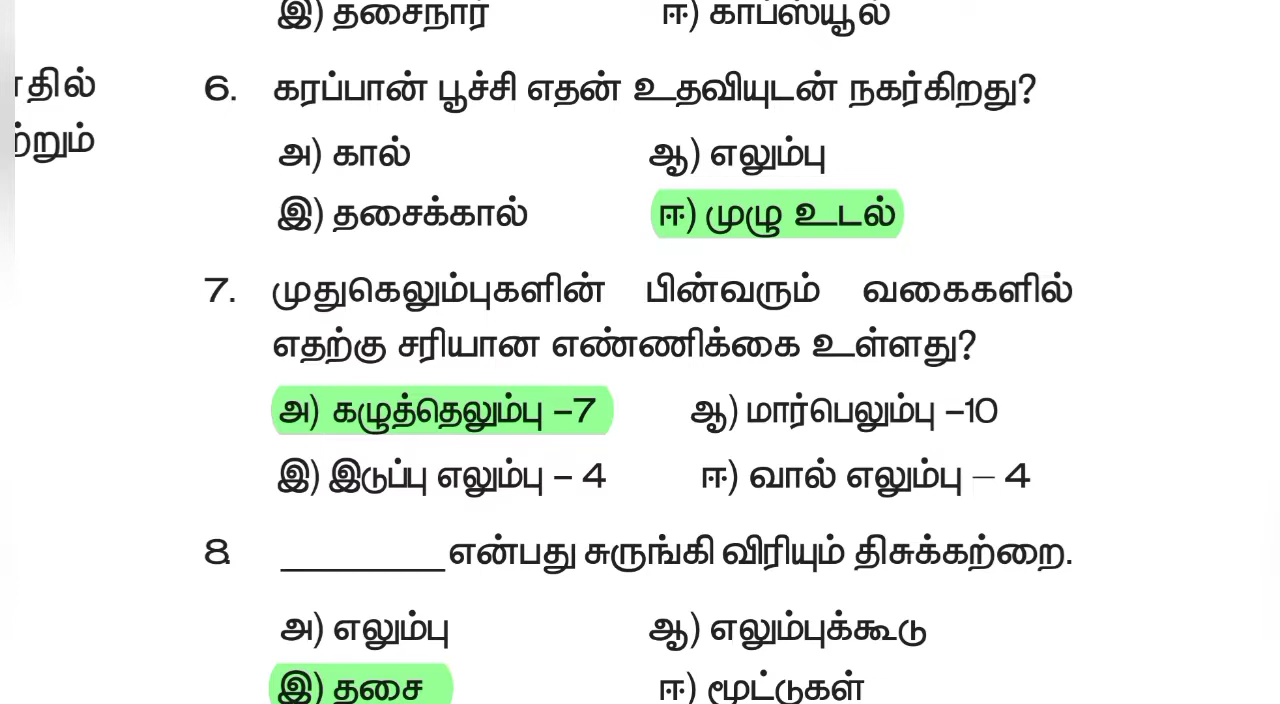 இ) தசைநார் ஈ) காப்ஸ்யூல்
ரதில்
ற்றும்
6. கரப்பான் பூச்சி எதன் உதவியுடன் நகர்கிறது?
அ) கால் ஆ) எலும்பு
இ) தசைக்கால் ஈ) முழு உடல்
7. முதுகெலும்புகளின் பின்வரும் வகைகளில்
எதற்கு சரியான எண்ணிக்கை உள்ளது?
அ) கழுத்தெலும்பு –7 ஆ) மார்பெலும்பு –10
இ) இடுப்பு எலும்பு – 4 ஈ) வால் எலும்பு – 4
8. ________ என்பது சுருங்கி விரியும் திசுக்கற்றை.
அ) எலும்பு ஆ) எலும்புக்கூடு
இ) தசை ஈ) மூட்டுகள்